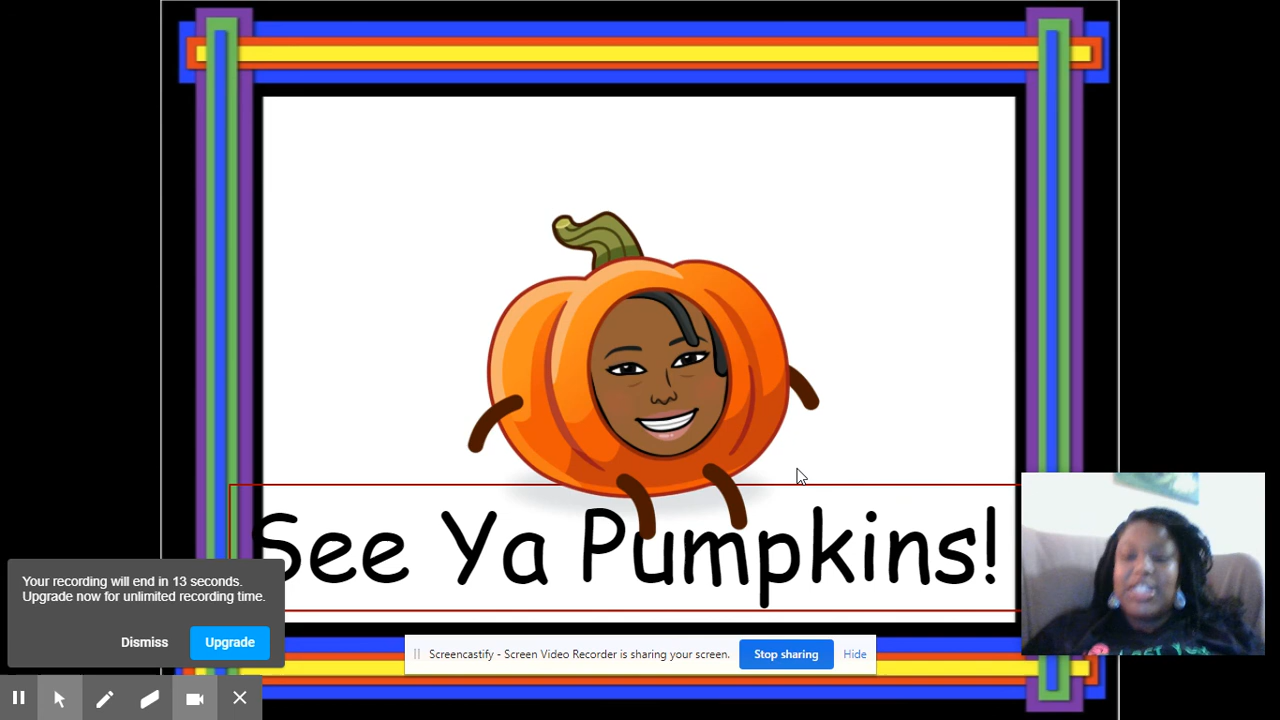 See Ya Pumpkins!
Your recording will end in 13 seconds.
Upgrade now for unlimited recording time.
Dismiss
Upgrade
Screencastify - Screen Video Recorder is sharing your screen.
Stop sharing
Hide